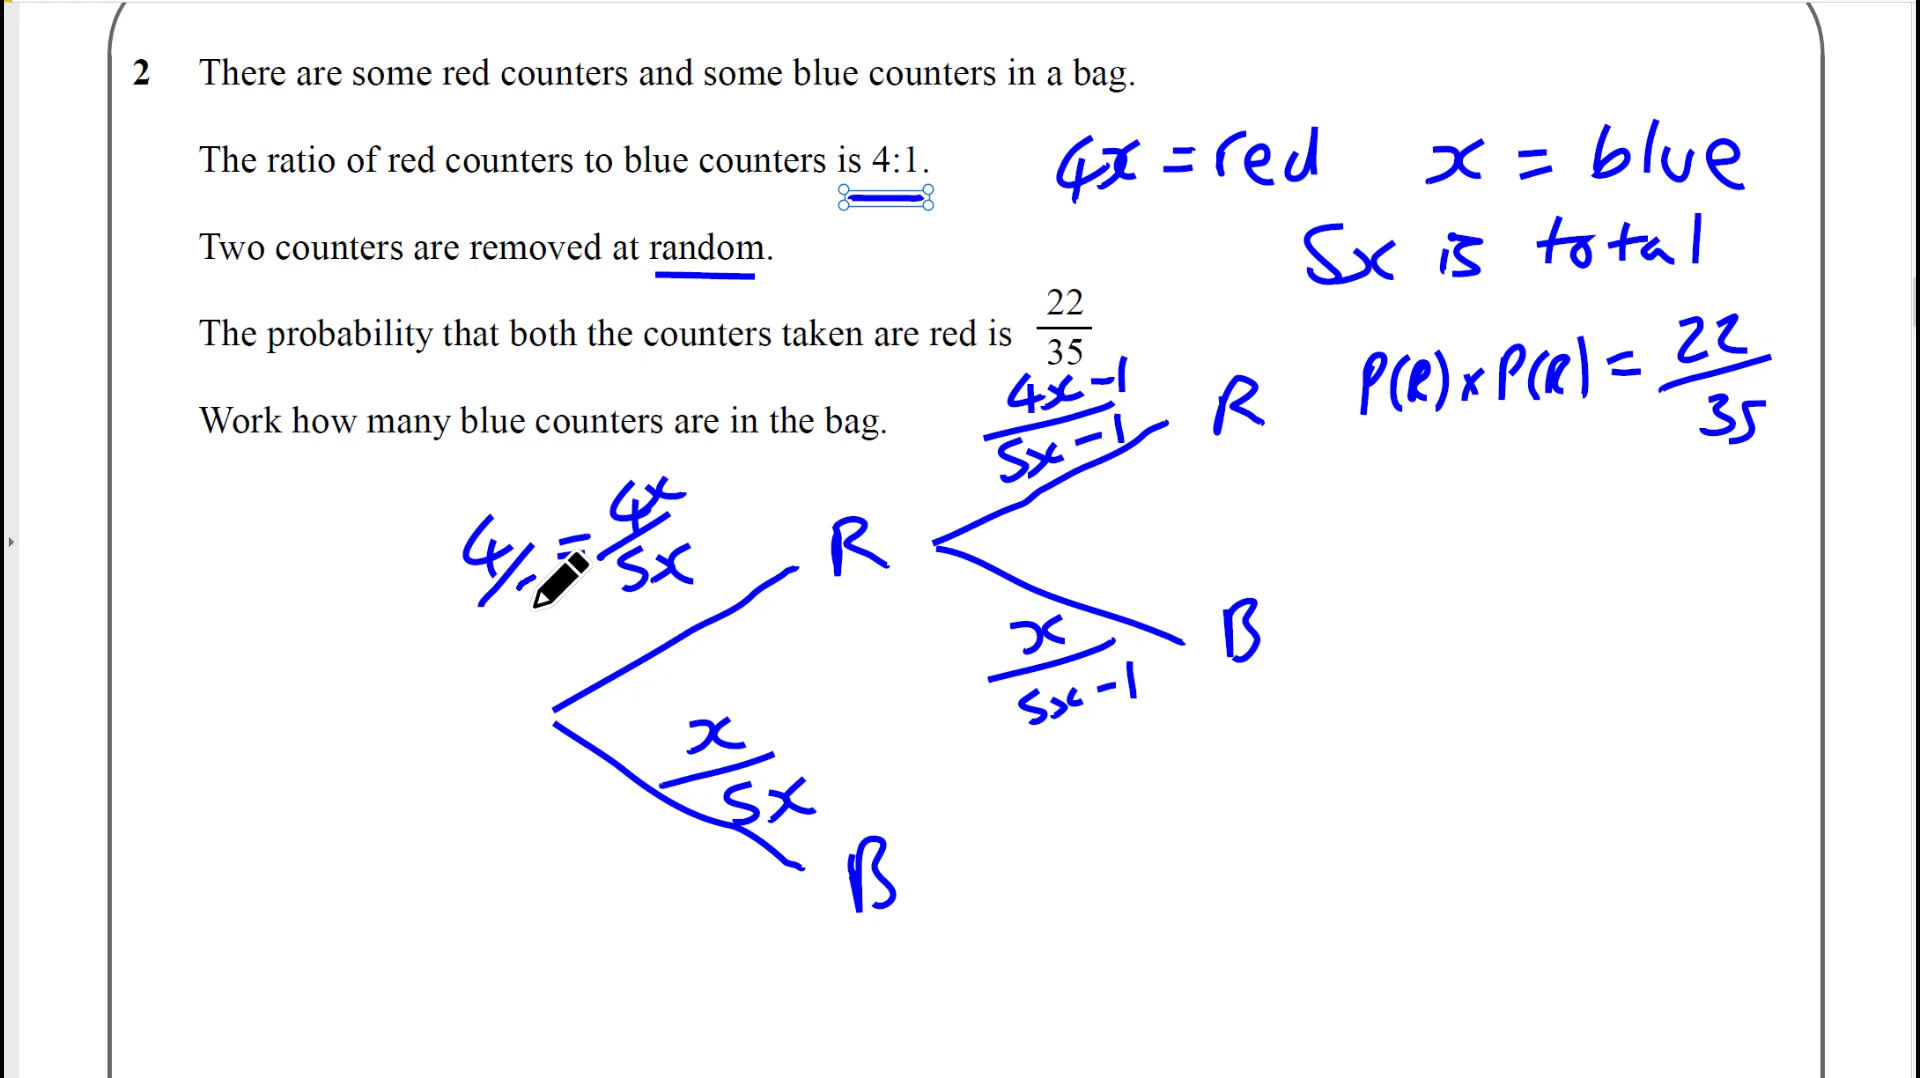 2 There are some red counters and some blue counters in a bag.
The ratio of red counters to blue counters is 4:1.
4x = red x = blue
Two counters are removed at random.
5x is total
The probability that both the counters taken are red is 22/35
P(R) x P(R) = 22/35
Work how many blue counters are in the bag.
4x-1/5x-1 R
4/ = 4x/5x R
x/5x-1 B
x/5x B